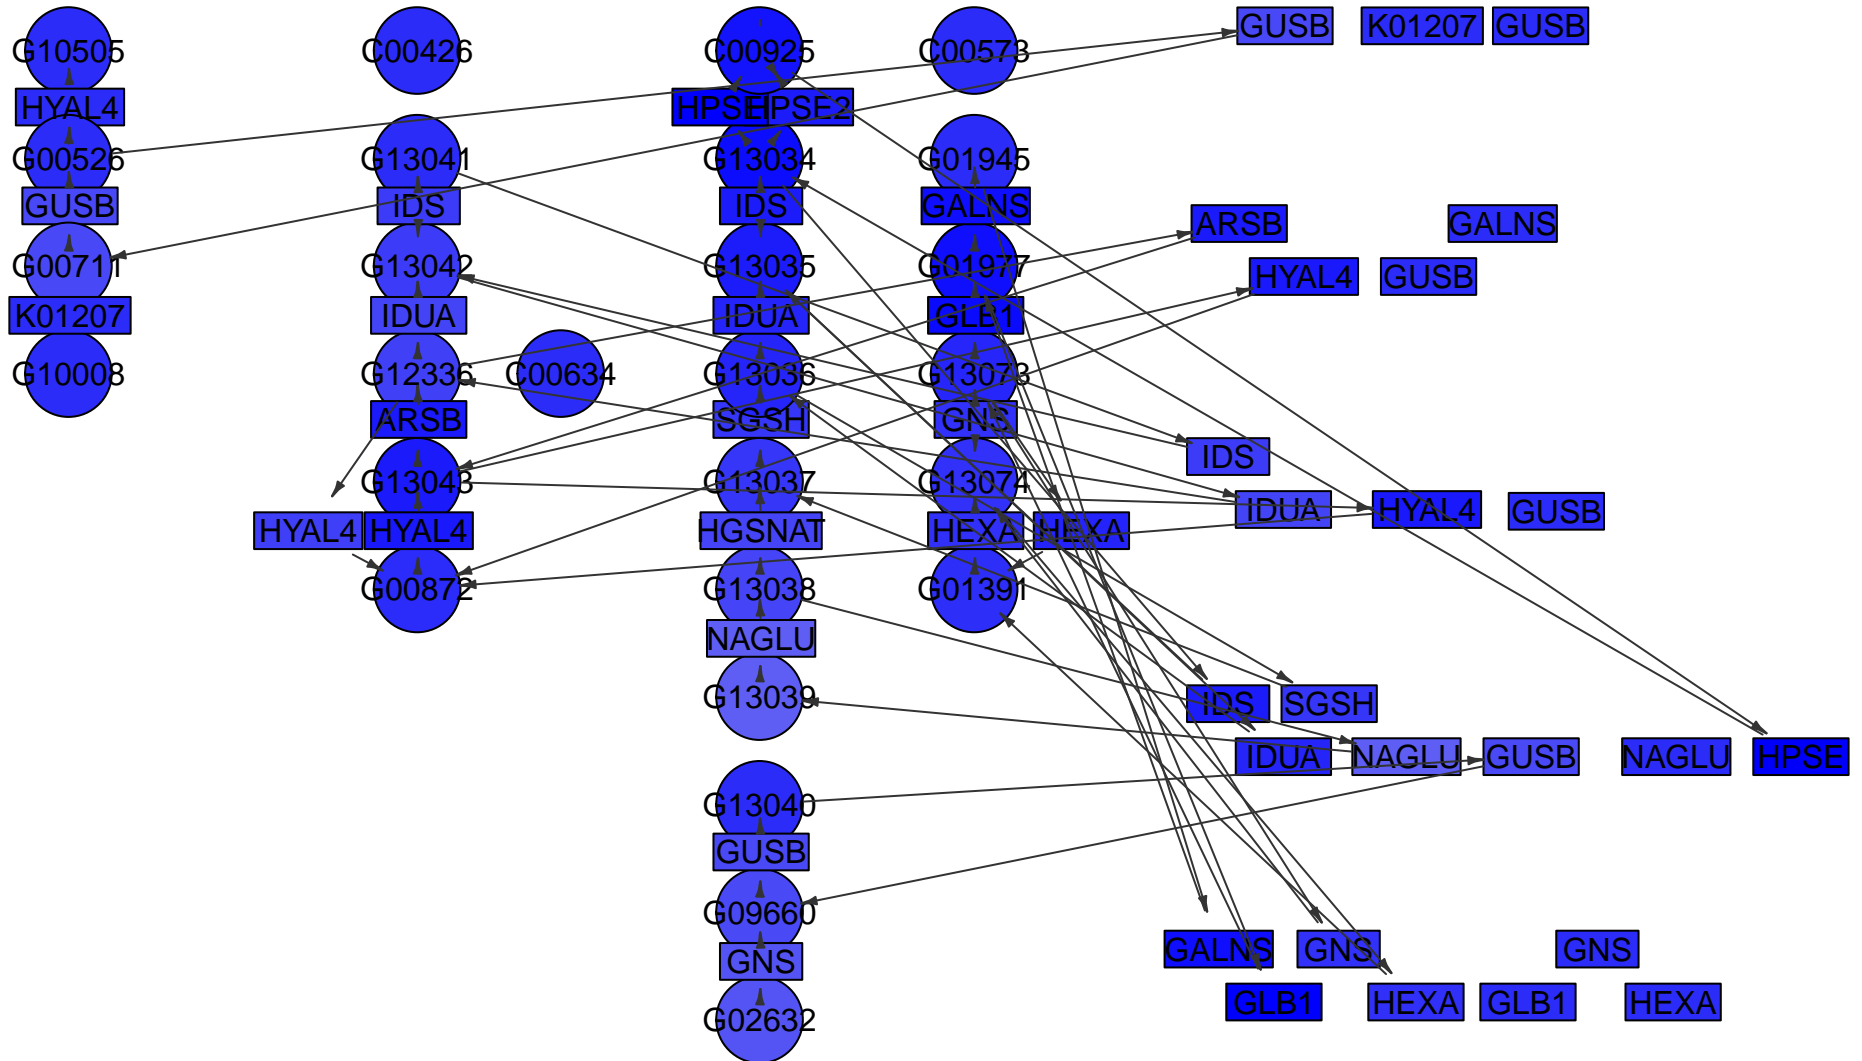 G10505
C00426
C00925
C00573
GUSB
K01207
GUSB
HYAL4
HPSE
HPSE2
G00526
G13041
G13034
G01945
GUSB
IDS
IDS
GALNS
ARSB
GALNS
G00711
G13042
G13035
G01977
HYAL4
GUSB
K01207
IDUA
IDUA
GLB1
G10008
G12336
C00634
G13036
G13073
ARSB
SGSH
GNS
IDS
G13043
G13037
G13074
IDUA
HYAL4
GUSB
HYAL4
HYAL4
HGSNAT
HEXA
HEXA
G00872
G13038
G01391
NAGLU
G13039
IDS
SGSH
IDUA
NAGLU
GUSB
NAGLU
HPSE
G13040
GUSB
G09660
GNS
GALNS
GNS
GNS
G02632
GLB1
HEXA
GLB1
HEXA